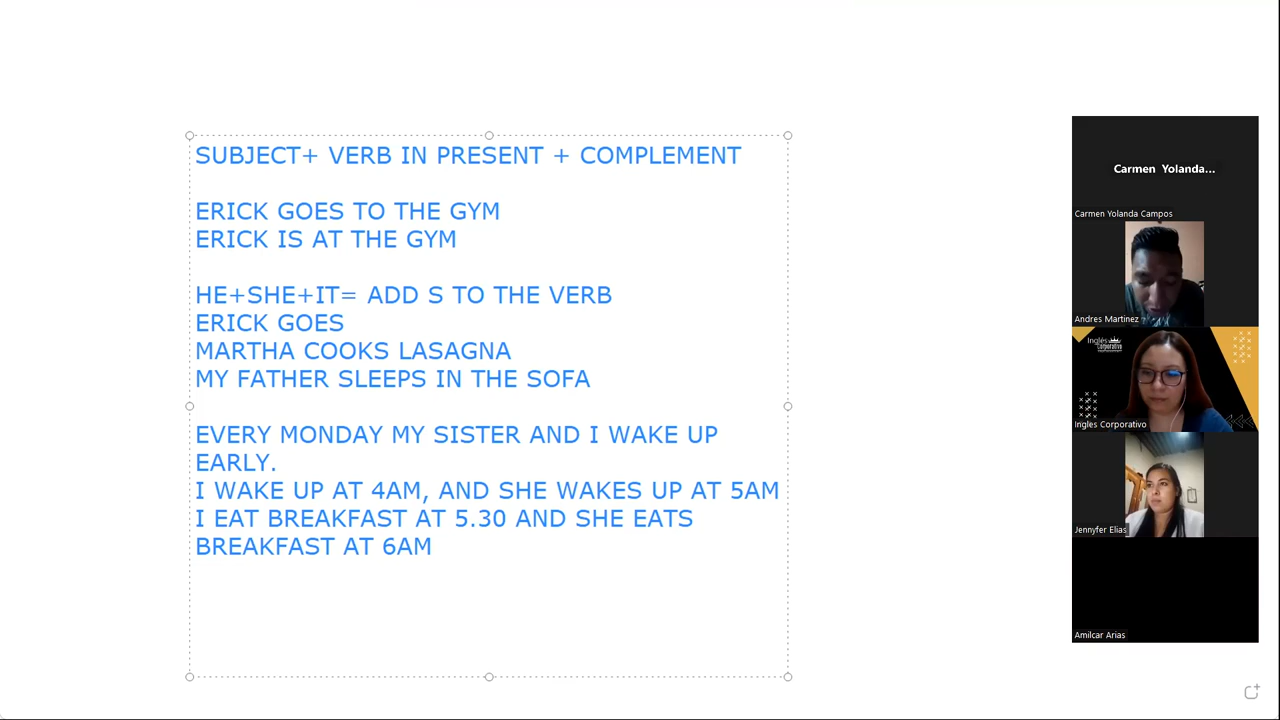 SUBJECT+ VERB IN PRESENT + COMPLEMENT
ERICK GOES TO THE GYM
ERICK IS AT THE GYM
HE+SHE+IT= ADD S TO THE VERB
ERICK GOES
MARTHA COOKS LASAGNA
MY FATHER SLEEPS IN THE SOFA
EVERY MONDAY MY SISTER AND I WAKE UP
EARLY.
I WAKE UP AT 4AM, AND SHE WAKES UP AT 5AM
I EAT BREAKFAST AT 5.30 AND SHE EATS
BREAKFAST AT 6AM
Carmen Yolanda...
Carmen Yolanda Campos
Andres Martinez
Inglés
Corporativo
Ingles Corporativo
Jennyfer Elias
Amilcar Arias